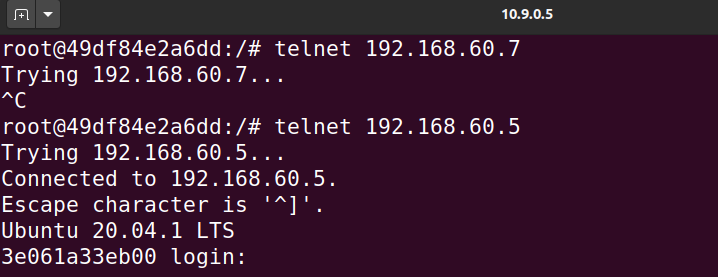 10.9.0.5
root@49df84e2a6dd:/# telnet 192.168.60.7
Trying 192.168.60.7...
^C
root@49df84e2a6dd:/# telnet 192.168.60.5
Trying 192.168.60.5...
Connected to 192.168.60.5.
Escape character is '^]'.
Ubuntu 20.04.1 LTS
3e061a33eb00 login: